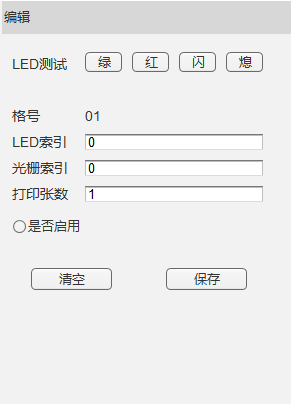 编辑
LED测试 绿 红 闪 熄
格号 01
LED索引 0
光栅索引 0
打印张数 1
是否启用
清空 保存